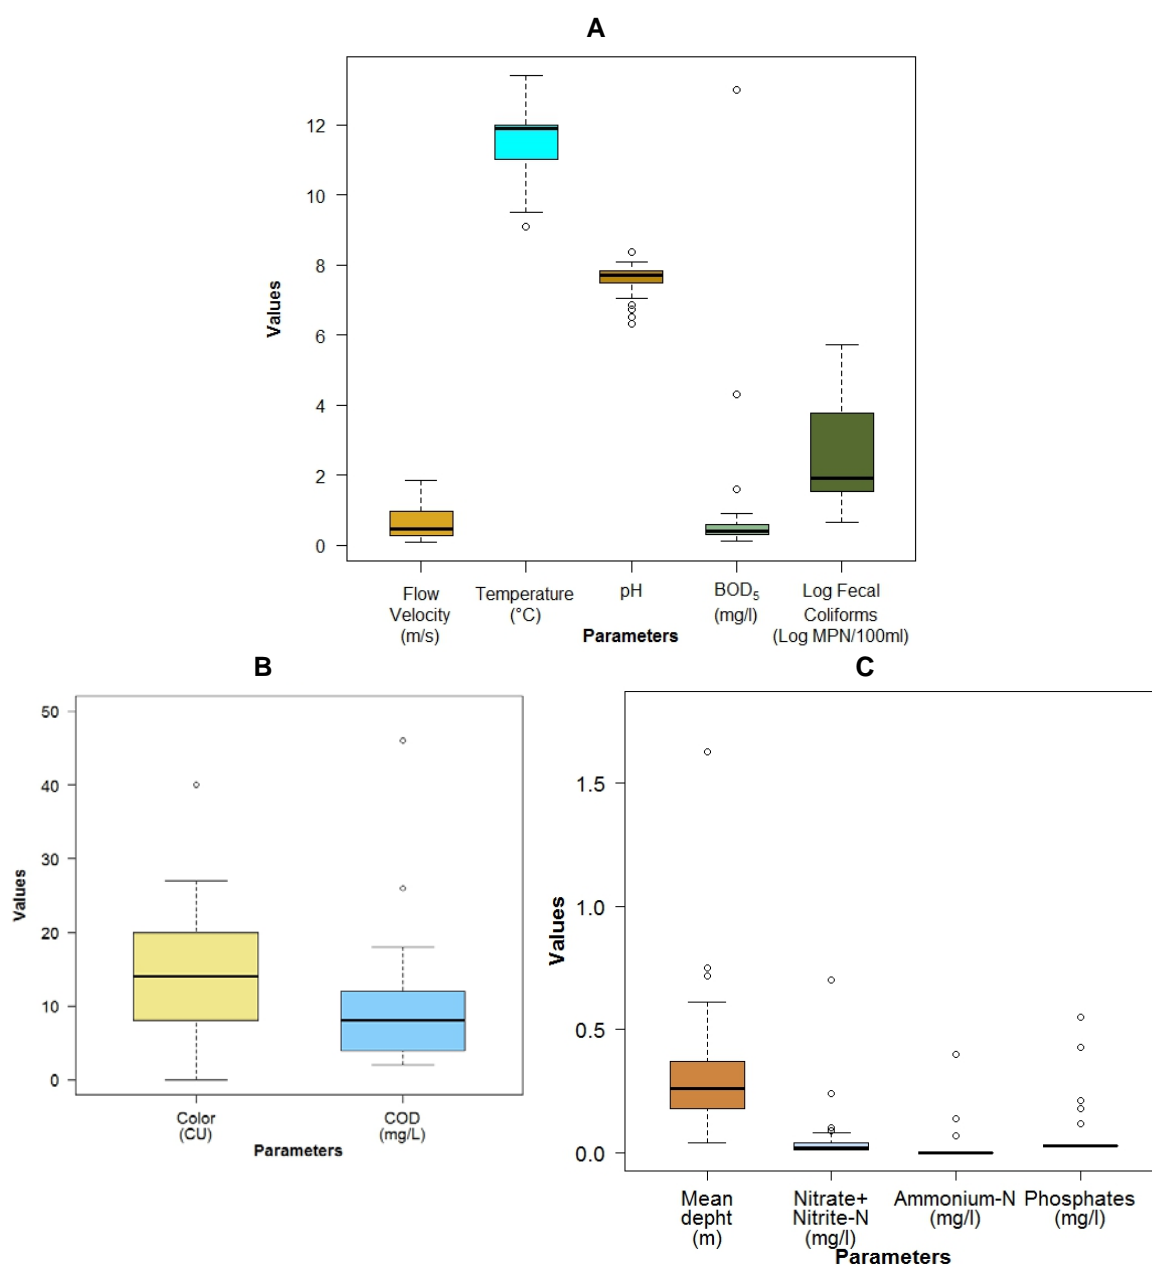 A
Values
12
10
8
6
4
2
0
Flow Velocity (m/s)
Temperature (°C)
pH
BOD₅ (mg/l)
Log Fecal Coliforms (Log MPN/100ml)
Parameters
B
Values
50
40
30
20
10
0
Color (CU)
COD (mg/L)
Parameters
C
Values
1.5
1.0
0.5
0.0
Mean depht (m)
Nitrate+ Nitrite-N (mg/l)
Ammonium-N (mg/l)
Phosphates (mg/l)
Parameters